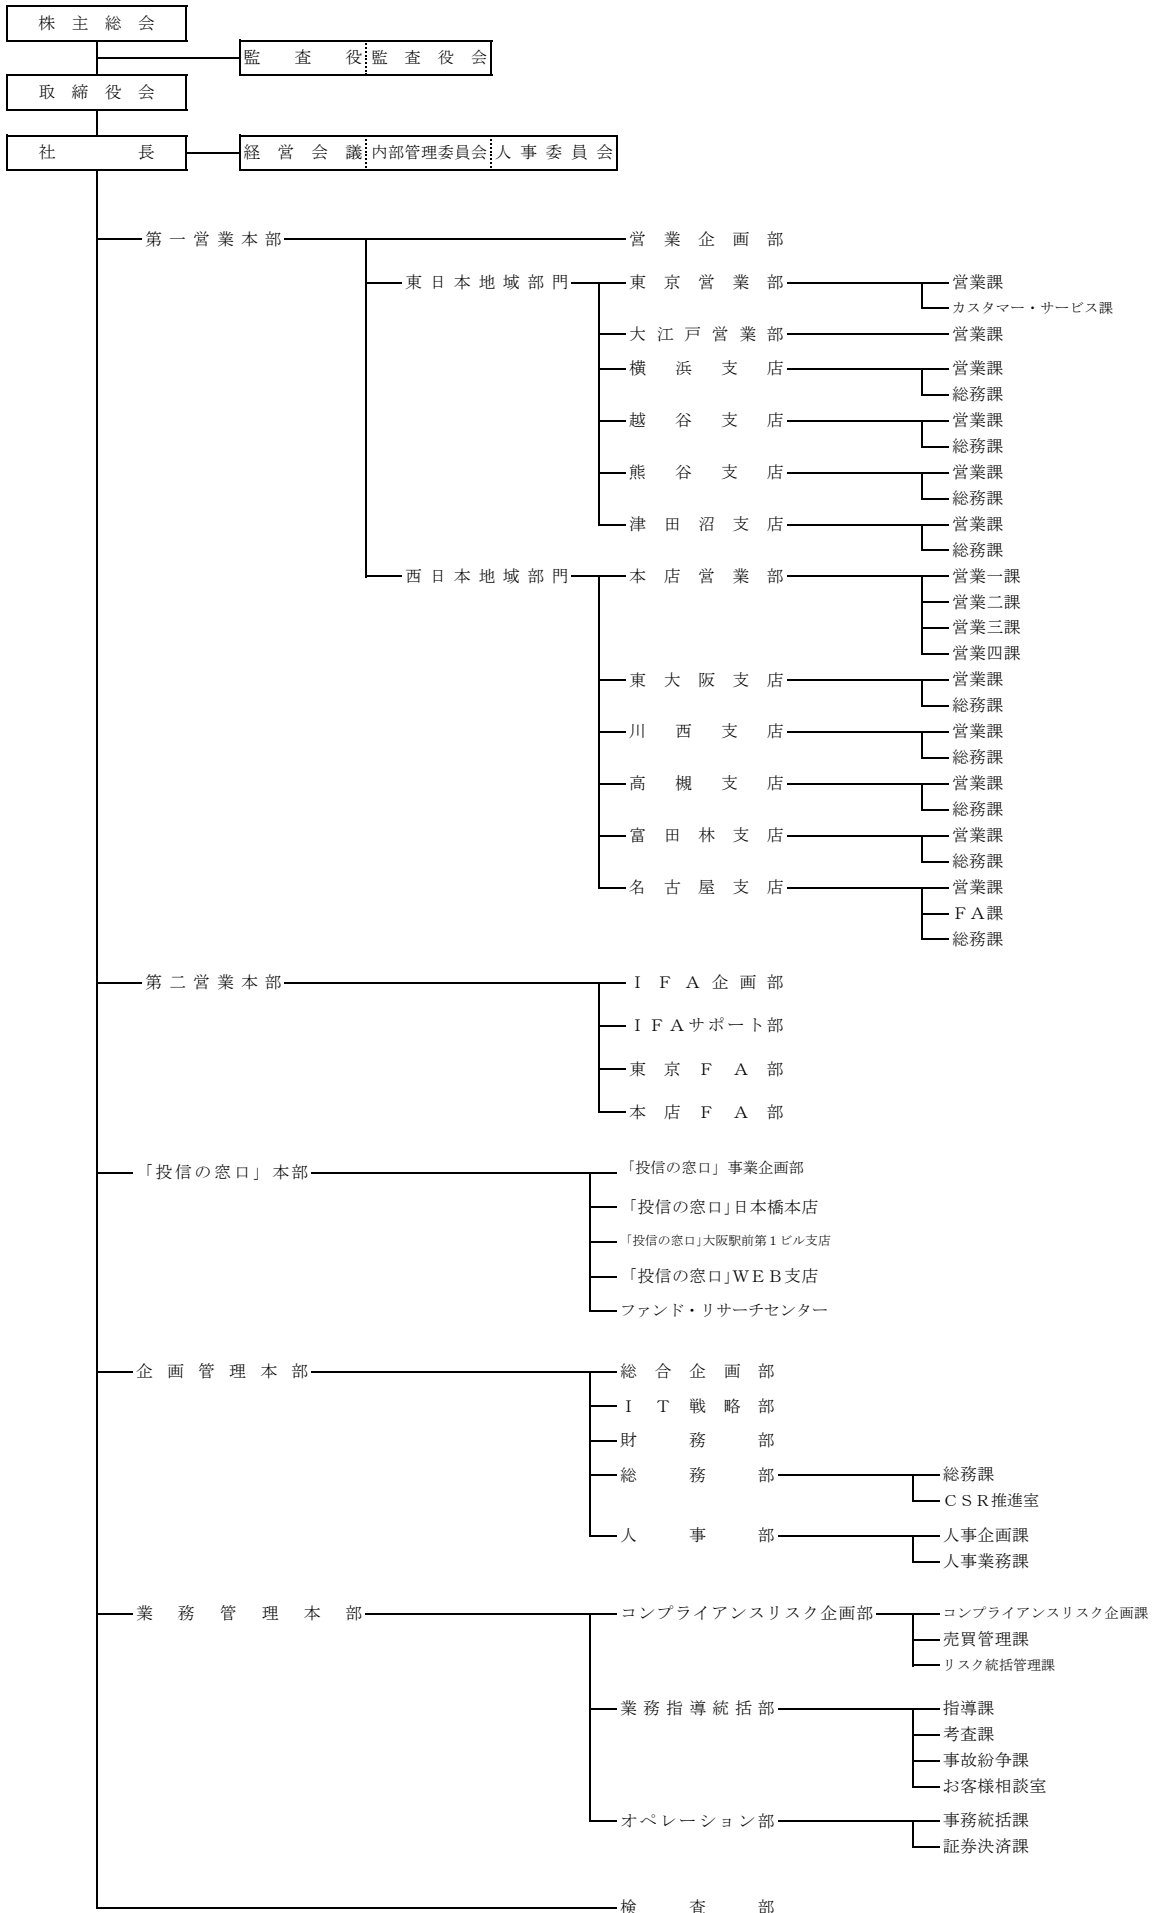 株主総会
監査役 監査役会
取締役会
社長 経営会議 内部管理委員会 人事委員会
第一営業本部 営業企画部
東日本地域部門 東京営業部 営業課
カスタマー・サービス課
大江戸営業部 営業課
横浜支店 営業課
総務課
越谷支店 営業課
総務課
熊谷支店 営業課
総務課
津田沼支店 営業課
総務課
西日本地域部門 本店営業部 営業一課
営業二課
営業三課
営業四課
東大阪支店 営業課
総務課
川西支店 営業課
総務課
高槻支店 営業課
総務課
富田林支店 営業課
総務課
名古屋支店 営業課
ＦＡ課
総務課
第二営業本部 ＩＦＡ企画部
ＩＦＡサポート部
東京ＦＡ部
本店ＦＡ部
「投信の窓口」本部 「投信の窓口」事業企画部
「投信の窓口」日本橋本店
「投信の窓口」大阪駅前第１ビル支店
「投信の窓口」ＷＥＢ支店
ファンド・リサーチセンター
企画管理本部 総合企画部
ＩＴ戦略部
財務部
総務部 総務課
ＣＳＲ推進室
人事部 人事企画課
人事業務課
業務管理本部 コンプライアンスリスク企画部 コンプライアンスリスク企画課
売買管理課
リスク統括管理課
業務指導統括部 指導課
考査課
事故紛争課
お客様相談室
オペレーション部 事務統括課
証券決済課
検査部